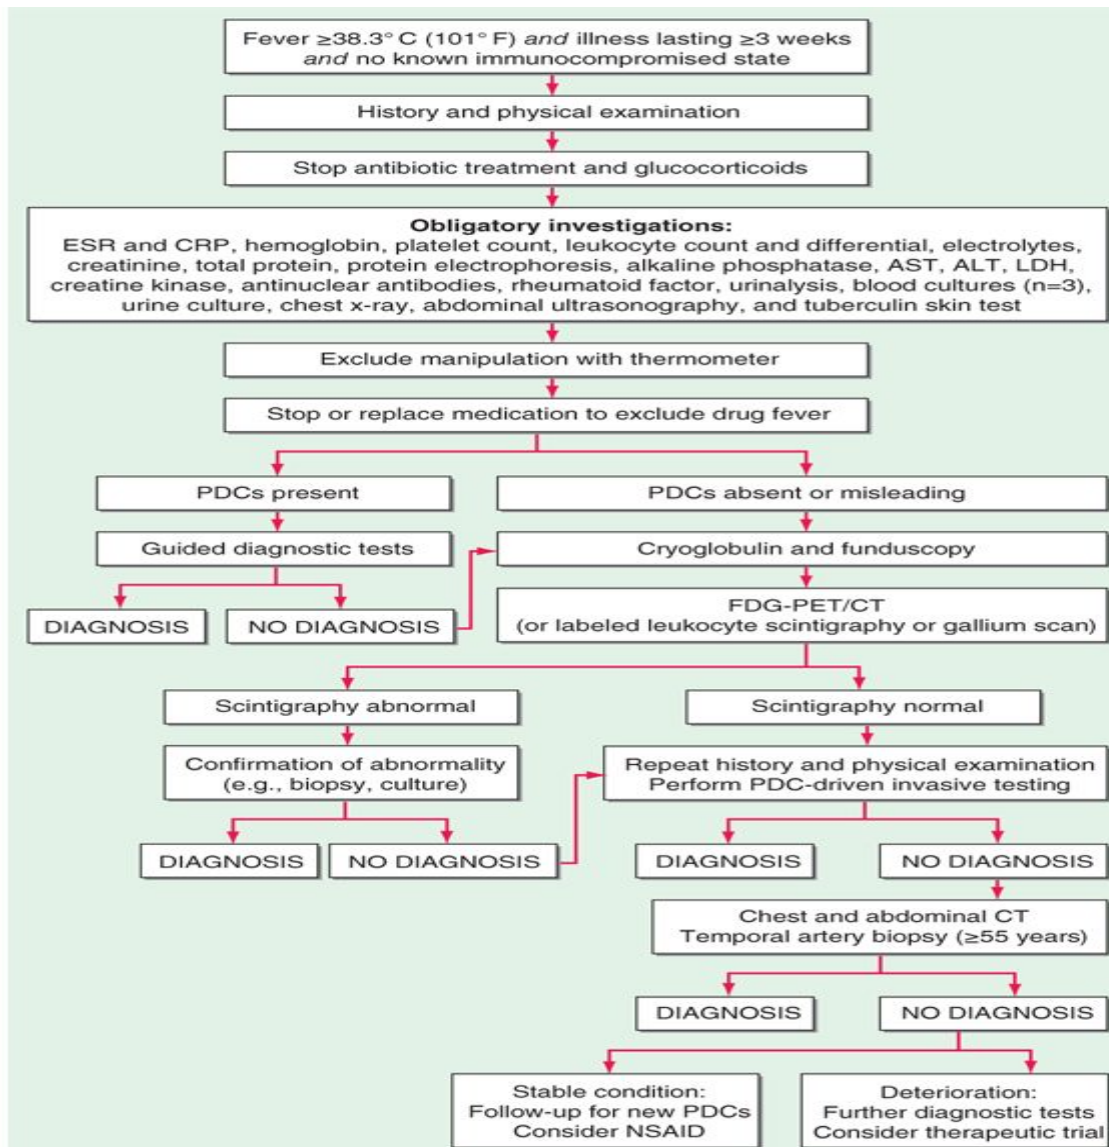 Fever ≥38.3° C (101° F) and illness lasting ≥3 weeks
and no known immunocompromised state
History and physical examination
Stop antibiotic treatment and glucocorticoids
Obligatory investigations:
ESR and CRP, hemoglobin, platelet count, leukocyte count and differential, electrolytes,
creatinine, total protein, protein electrophoresis, alkaline phosphatase, AST, ALT, LDH,
creatine kinase, antinuclear antibodies, rheumatoid factor, urinalysis, blood cultures (n=3),
urine culture, chest x-ray, abdominal ultrasonography, and tuberculin skin test
Exclude manipulation with thermometer
Stop or replace medication to exclude drug fever
PDCs present
PDCs absent or misleading
Guided diagnostic tests
Cryoglobulin and funduscopy
DIAGNOSIS
NO DIAGNOSIS
FDG-PET/CT
(or labeled leukocyte scintigraphy or gallium scan)
Scintigraphy abnormal
Scintigraphy normal
Confirmation of abnormality
(e.g., biopsy, culture)
Repeat history and physical examination
Perform PDC-driven invasive testing
DIAGNOSIS
NO DIAGNOSIS
DIAGNOSIS
NO DIAGNOSIS
Chest and abdominal CT
Temporal artery biopsy (≥55 years)
DIAGNOSIS
NO DIAGNOSIS
Stable condition:
Follow-up for new PDCs
Consider NSAID
Deterioration:
Further diagnostic tests
Consider therapeutic trial